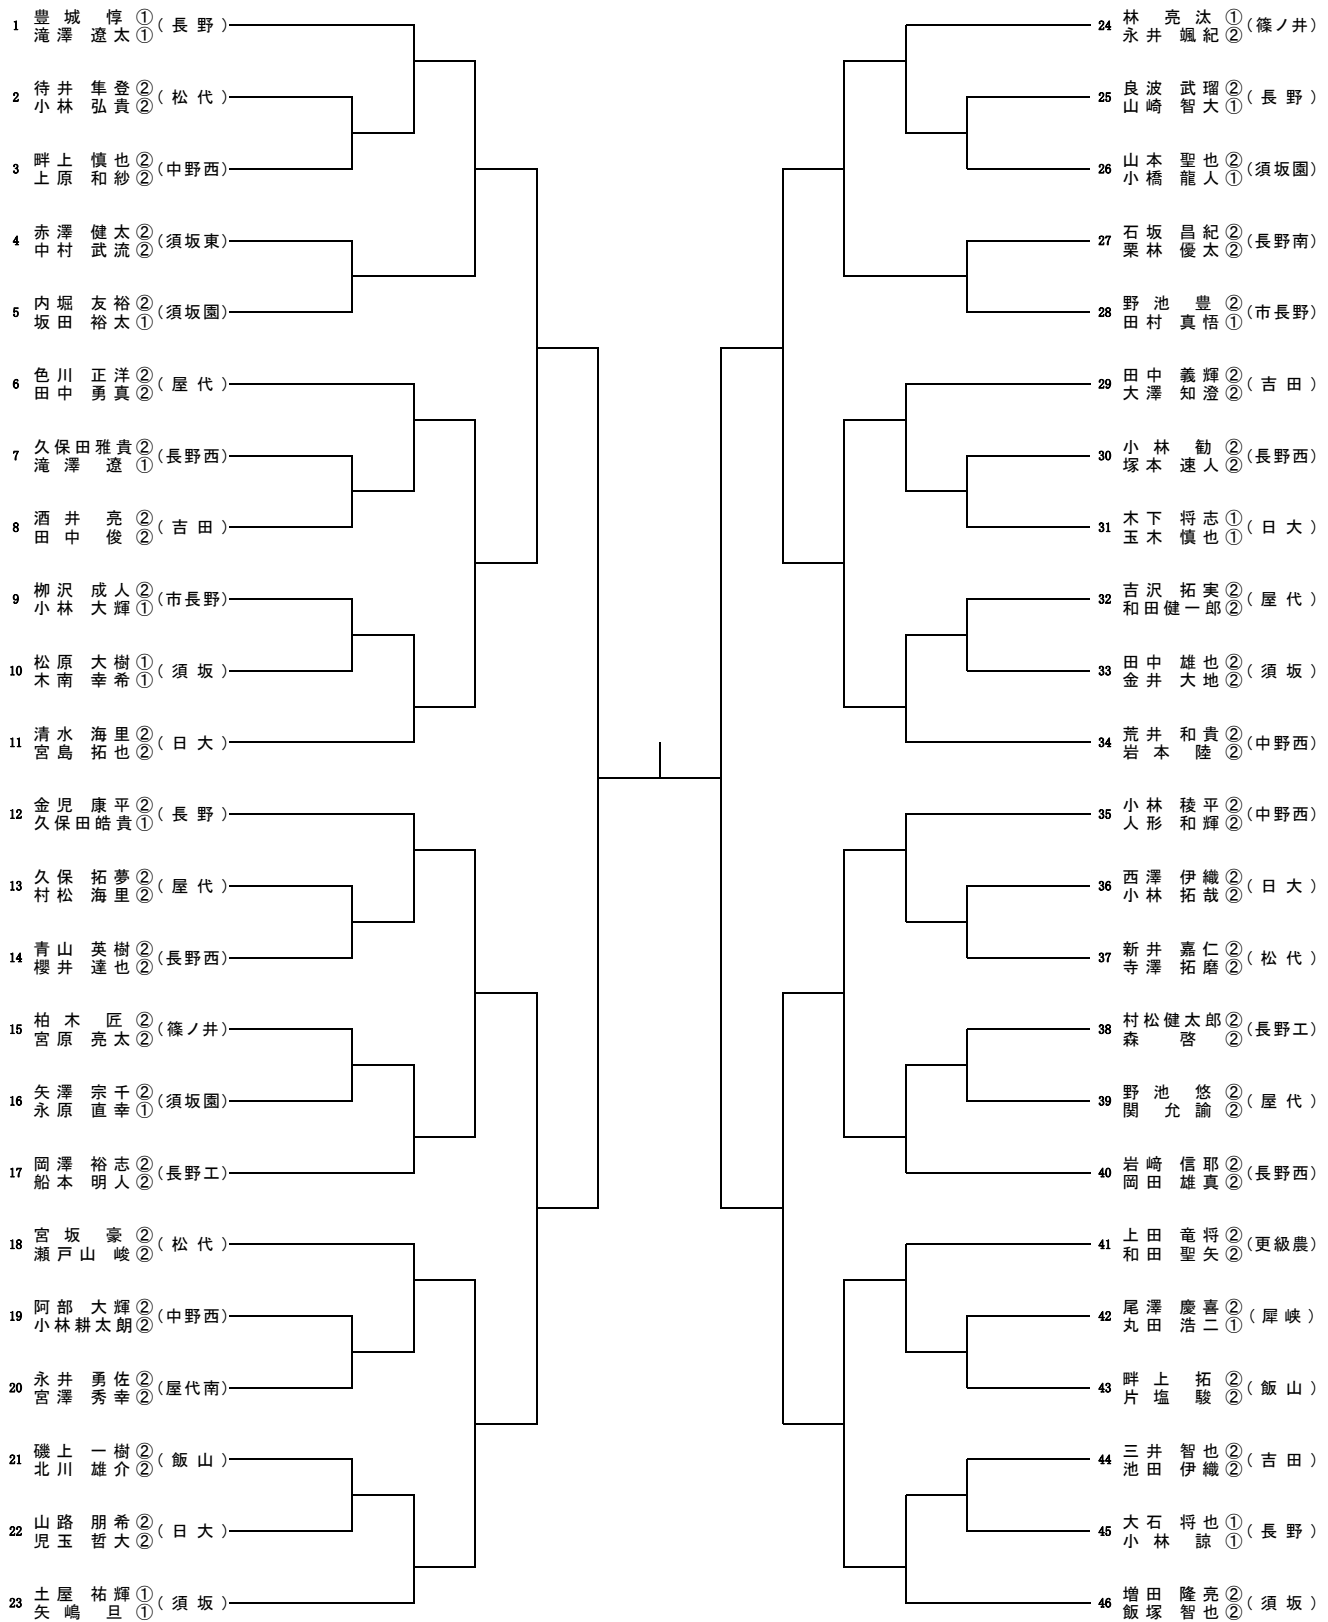 1 豊城 惇 ① (長野)
滝澤 遼太 ①
2 待井 隼登 ② (松代)
小林 弘貴 ②
3 畔上 慎也 ② (中野西)
上原 和紗 ②
4 赤澤 健太 ② (須坂東)
中村 武流 ②
5 内堀 友裕 ② (須坂園)
坂田 裕太 ①
6 色川 正洋 ② (屋代)
田中 勇真 ②
7 久保田雅貴 ② (長野西)
滝澤 遼 ①
8 酒井 亮 ② (吉田)
田中 俊 ②
9 栁沢 成人 ② (市長野)
小林 大輝 ①
10 松原 大樹 ① (須坂)
木南 幸希 ①
11 清水 海里 ② (日大)
宮島 拓也 ②
12 金児 康平 ② (長野)
久保田皓貴 ①
13 久保 拓夢 ② (屋代)
村松 海里 ②
14 青山 英樹 ② (長野西)
櫻井 達也 ②
15 柏木 匠 ② (篠ノ井)
宮原 亮太 ②
16 矢澤 宗千 ② (須坂園)
永原 直幸 ①
17 岡澤 裕志 ② (長野工)
船本 明人 ②
18 宮坂 豪 ② (松代)
瀬戸山 峻 ②
19 阿部 大輝 ② (中野西)
小林耕太朗 ②
20 永井 勇佐 ② (屋代南)
宮澤 秀幸 ②
21 磯上 一樹 ② (飯山)
北川 雄介 ②
22 山路 朋希 ② (日大)
児玉 哲大 ②
23 土屋 祐輝 ① (須坂)
矢嶋 旦 ①
24 林 亮汰 ① (篠ノ井)
永井 颯紀 ②
25 良波 武瑠 ② (長野)
山崎 智大 ①
26 山本 聖也 ② (須坂園)
小橋 龍人 ①
27 石坂 昌紀 ② (長野南)
栗林 優太 ②
28 野池 豊 ② (市長野)
田村 真悟 ①
29 田中 義輝 ② (吉田)
大澤 知澄 ②
30 小林 勧 ② (長野西)
塚本 速人 ②
31 木下 将志 ① (日大)
玉木 慎也 ①
32 吉沢 拓実 ② (屋代)
和田健一郎 ②
33 田中 雄也 ② (須坂)
金井 大地 ②
34 荒井 和貴 ② (中野西)
岩本 陸 ②
35 小林 稜平 ② (中野西)
人形 和輝 ②
36 西澤 伊織 ② (日大)
小林 拓哉 ②
37 新井 嘉仁 ② (松代)
寺澤 拓磨 ②
38 村松健太郎 ② (長野工)
森 啓 ②
39 野池 悠 ② (屋代)
関 允諭 ②
40 岩﨑 信耶 ② (長野西)
岡田 雄真 ②
41 上田 竜将 ② (更級農)
和田 聖矢 ②
42 尾澤 慶喜 ② (犀峡)
丸田 浩二 ①
43 畔上 拓 ② (飯山)
片塩 駿 ②
44 三井 智也 ② (吉田)
池田 伊織 ②
45 大石 将也 ① (長野)
小林 諒 ①
46 増田 隆亮 ② (須坂)
飯塚 智也 ②